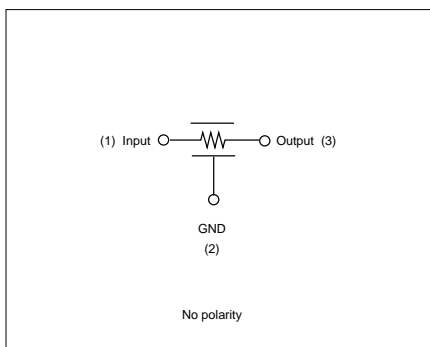 (1) Input Output (3)
GND
(2)
No polarity